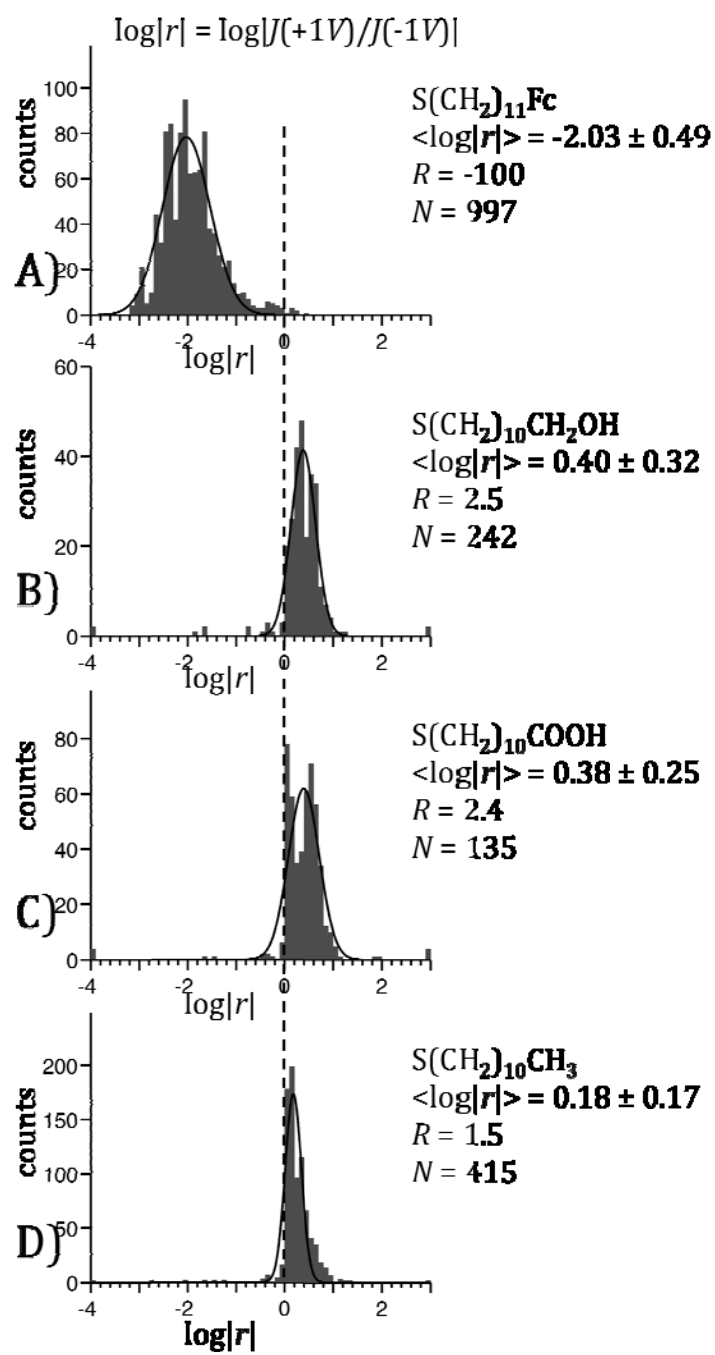 log|r| = log|J(+1V)/J(-1V)|
100
80
60
40
20
0
counts
A)
-4
-2
0
2
log|r|
S(CH2)11Fc
<log|r|> = -2.03 ± 0.49
R = -100
N = 997
60
40
20
0
counts
B)
-4
-2
0
2
log|r|
S(CH2)10CH2OH
<log|r|> = 0.40 ± 0.32
R = 2.5
N = 242
80
60
40
20
0
counts
C)
-4
-2
0
2
log|r|
S(CH2)10COOH
<log|r|> = 0.38 ± 0.25
R = 2.4
N = 135
200
150
100
50
0
counts
D)
-4
-2
0
2
log|r|
S(CH2)10CH3
<log|r|> = 0.18 ± 0.17
R = 1.5
N = 415